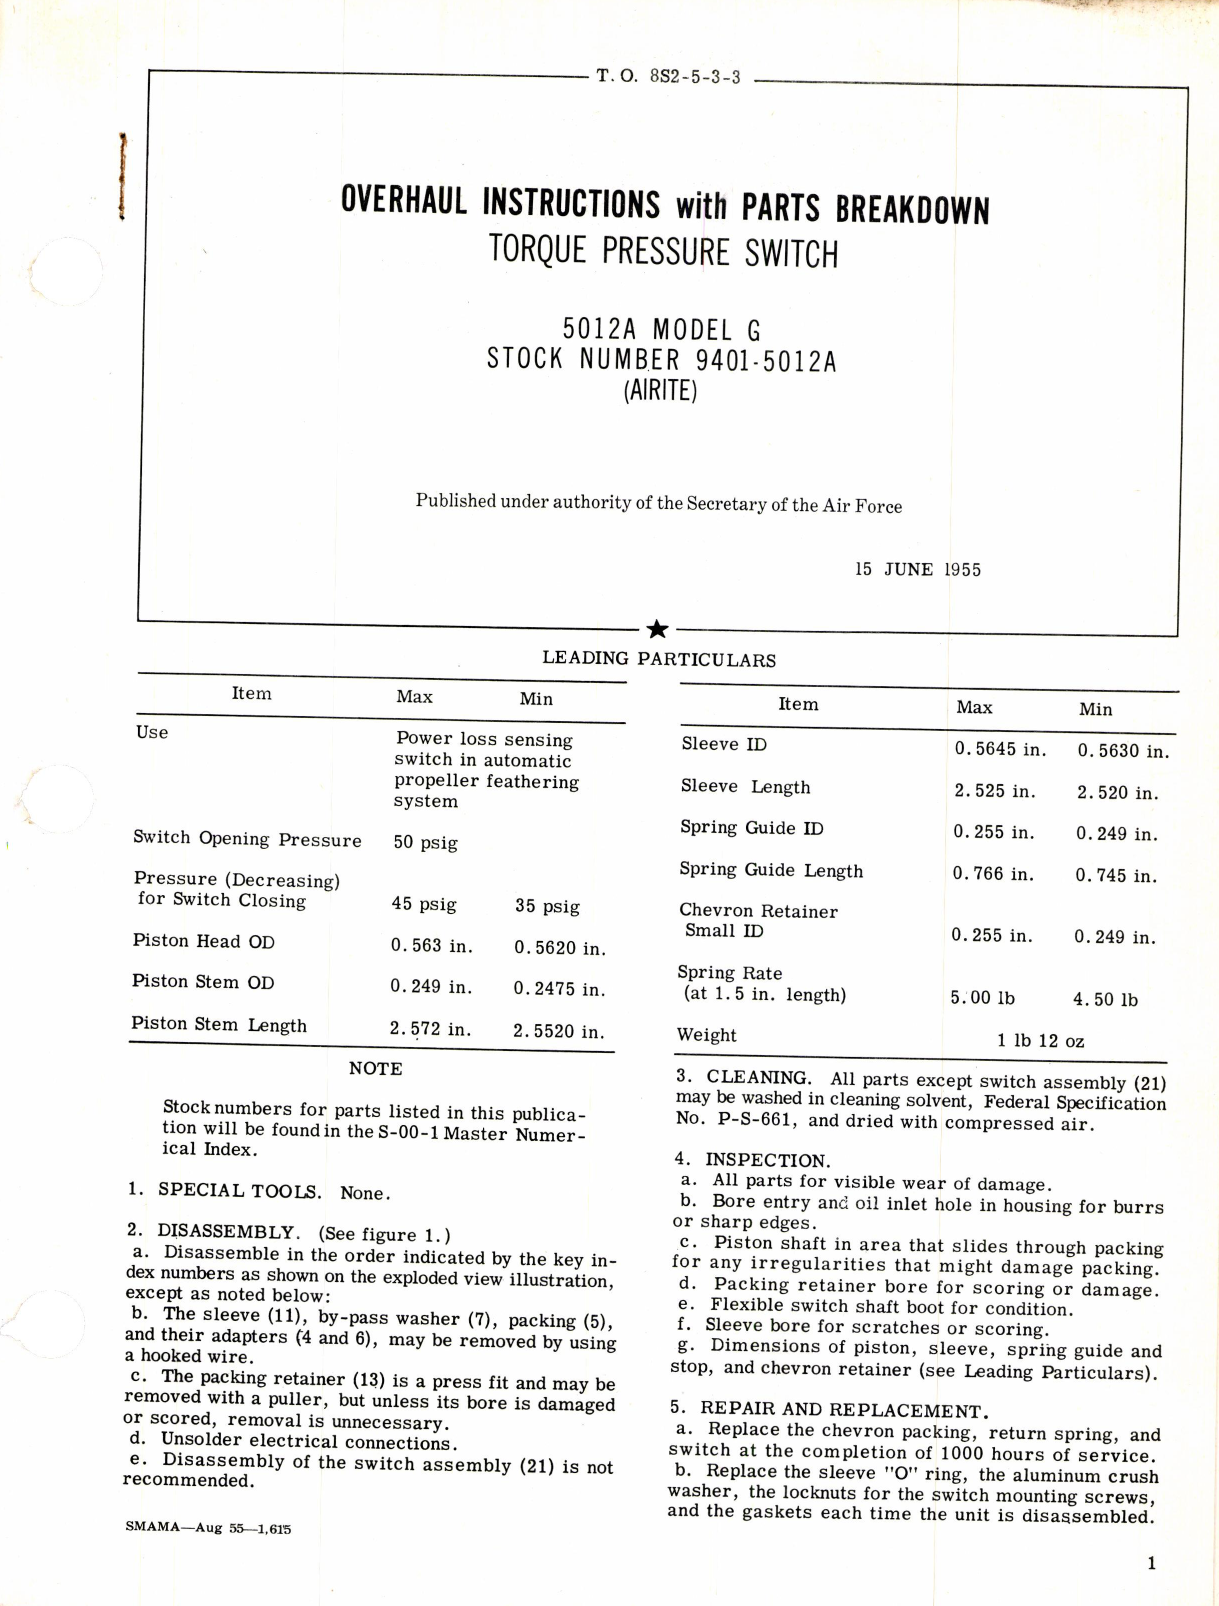 T. O. 8S2-5-3-3
OVERHAUL INSTRUCTIONS with PARTS BREAKDOWN
TORQUE PRESSURE SWITCH
5012A MODEL G
STOCK NUMBER 9401-5012A
(AIRITE)
Published under authority of the Secretary of the Air Force
15 JUNE 1955
LEADING PARTICULARS
Item Max Min
Use Power loss sensing
switch in automatic
propeller feathering
system
Switch Opening Pressure 50 psig
Pressure (Decreasing)
for Switch Closing 45 psig 35 psig
Piston Head OD 0.563 in. 0.5620 in.
Piston Stem OD 0.249 in. 0.2475 in.
Piston Stem Length 2.572 in. 2.5520 in.
NOTE
Stock numbers for parts listed in this publica-
tion will be found in the S-00-1 Master Numer-
ical Index.
1. SPECIAL TOOLS. None.
2. DISASSEMBLY. (See figure 1.)
a. Disassemble in the order indicated by the key in-
dex numbers as shown on the exploded view illustration,
except as noted below:
b. The sleeve (11), by-pass washer (7), packing (5),
and their adapters (4 and 6), may be removed by using
a hooked wire.
c. The packing retainer (13) is a press fit and may be
removed with a puller, but unless its bore is damaged
or scored, removal is unnecessary.
d. Unsolder electrical connections.
e. Disassembly of the switch assembly (21) is not
recommended.
SMAMA—Aug 55—1,615
Item Max Min
Sleeve ID 0.5645 in. 0.5630 in.
Sleeve Length 2.525 in. 2.520 in.
Spring Guide ID 0.255 in. 0.249 in.
Spring Guide Length 0.766 in. 0.745 in.
Chevron Retainer
Small ID 0.255 in. 0.249 in.
Spring Rate
(at 1.5 in. length) 5.00 lb 4.50 lb
Weight 1 lb 12 oz
3. CLEANING. All parts except switch assembly (21)
may be washed in cleaning solvent, Federal Specification
No. P-S-661, and dried with compressed air.
4. INSPECTION.
a. All parts for visible wear of damage.
b. Bore entry and oil inlet hole in housing for burrs
or sharp edges.
c. Piston shaft in area that slides through packing
for any irregularities that might damage packing.
d. Packing retainer bore for scoring or damage.
e. Flexible switch shaft boot for condition.
f. Sleeve bore for scratches or scoring.
g. Dimensions of piston, sleeve, spring guide and
stop, and chevron retainer (see Leading Particulars).
5. REPAIR AND REPLACEMENT.
a. Replace the chevron packing, return spring, and
switch at the completion of 1000 hours of service.
b. Replace the sleeve "O" ring, the aluminum crush
washer, the locknuts for the switch mounting screws,
and the gaskets each time the unit is disassembled.
1